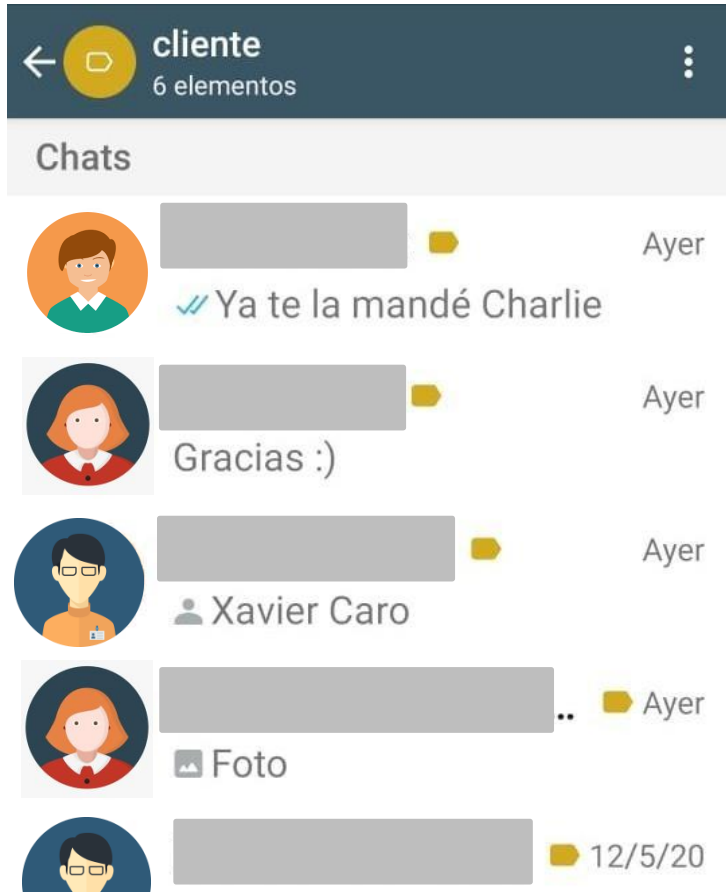 cliente
6 elementos
Chats
Ayer
Ya te la mandé Charlie
Ayer
Gracias :)
Ayer
Xavier Caro
.. Ayer
Foto
12/5/20